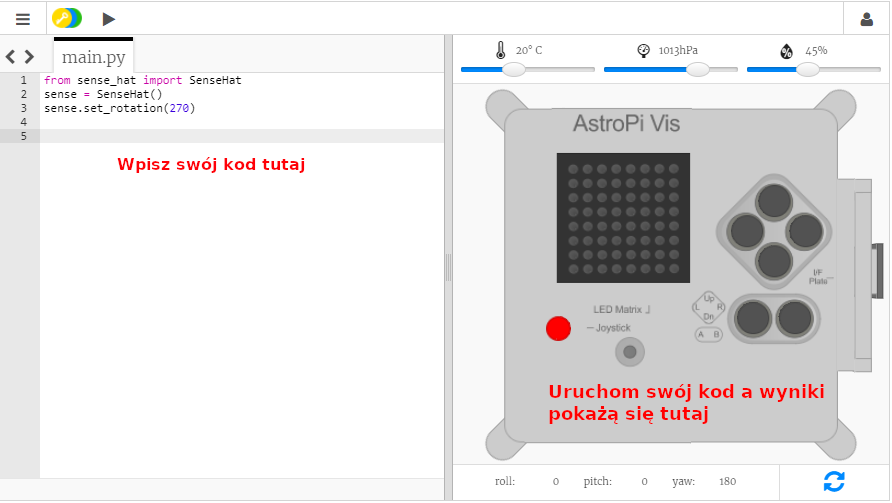 main.py
20° C
1013hPa
45%
1 from sense_hat import SenseHat
2 sense = SenseHat()
3 sense.set_rotation(270)
4
5
Wpisz swój kod tutaj
AstroPi Vis
I/P
Plate
LED Matrix
Joystick
Up
L R
Dn
A B
Uruchom swój kod a wyniki
pokażą się tutaj
roll: 0 pitch: 0 yaw: 180